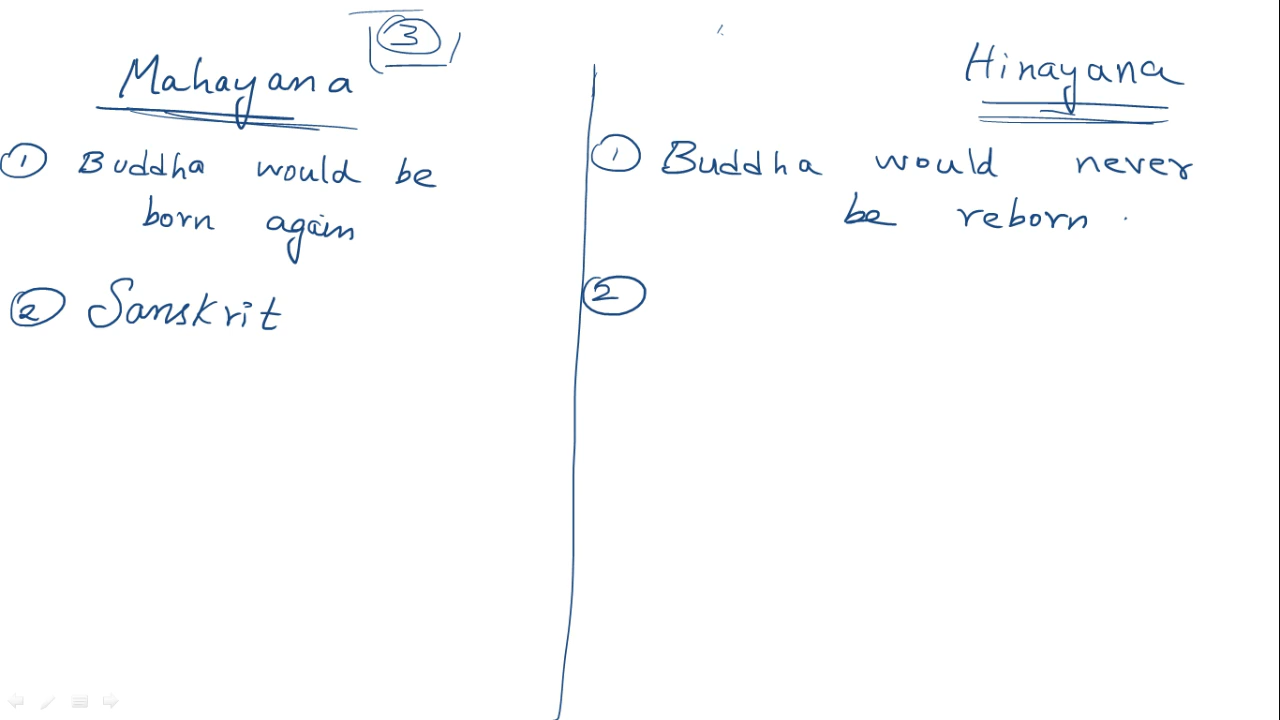 Mahayana
3
① Buddha would be
born again
② Sanskrit
Hinayana
① Buddha would never
be reborn .
②